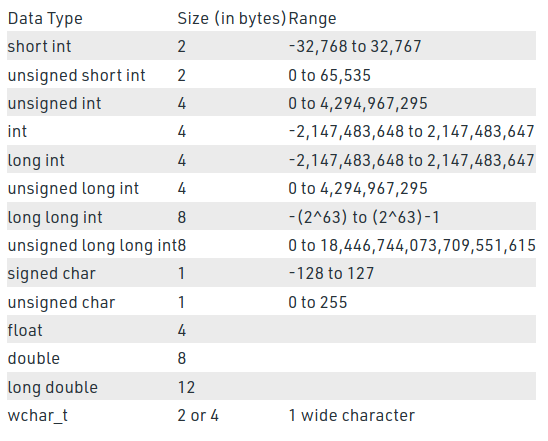 Data Type Size (in bytes) Range
short int 2 -32,768 to 32,767
unsigned short int 2 0 to 65,535
unsigned int 4 0 to 4,294,967,295
int 4 -2,147,483,648 to 2,147,483,647
long int 4 -2,147,483,648 to 2,147,483,647
unsigned long int 4 0 to 4,294,967,295
long long int 8 -(2^63) to (2^63)-1
unsigned long long int 8 0 to 18,446,744,073,709,551,615
signed char 1 -128 to 127
unsigned char 1 0 to 255
float 4
double 8
long double 12
wchar_t 2 or 4 1 wide character